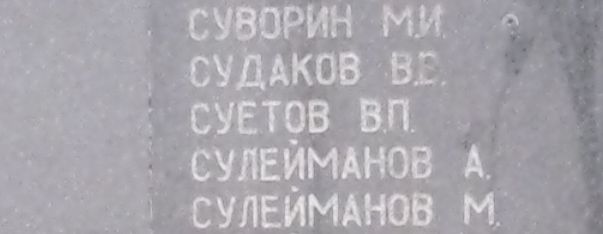 СУВОРИН М.И.
СУДАКОВ
СУЕТОВ В.П.
СУЛЕЙМАНОВ А.
СУЛЕЙМАНОВ М.